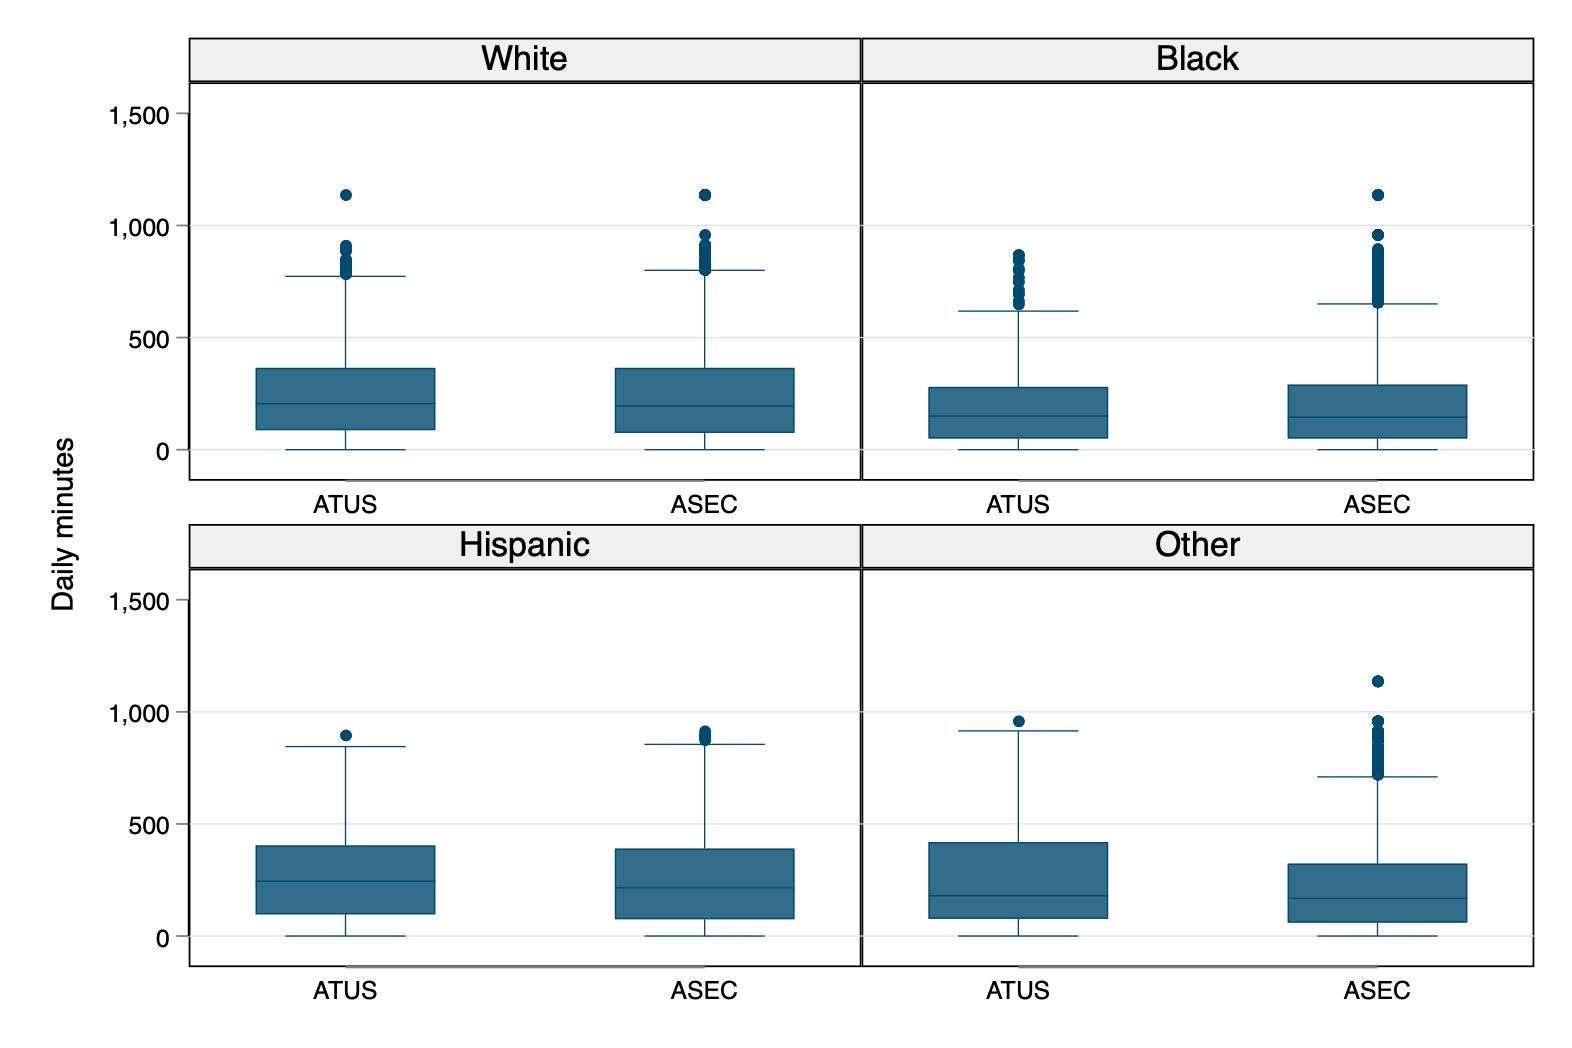 White
Black
1,500
1,000
500
0
ATUS
ASEC
ATUS
ASEC
Daily minutes
Hispanic
Other
1,500
1,000
500
0
ATUS
ASEC
ATUS
ASEC